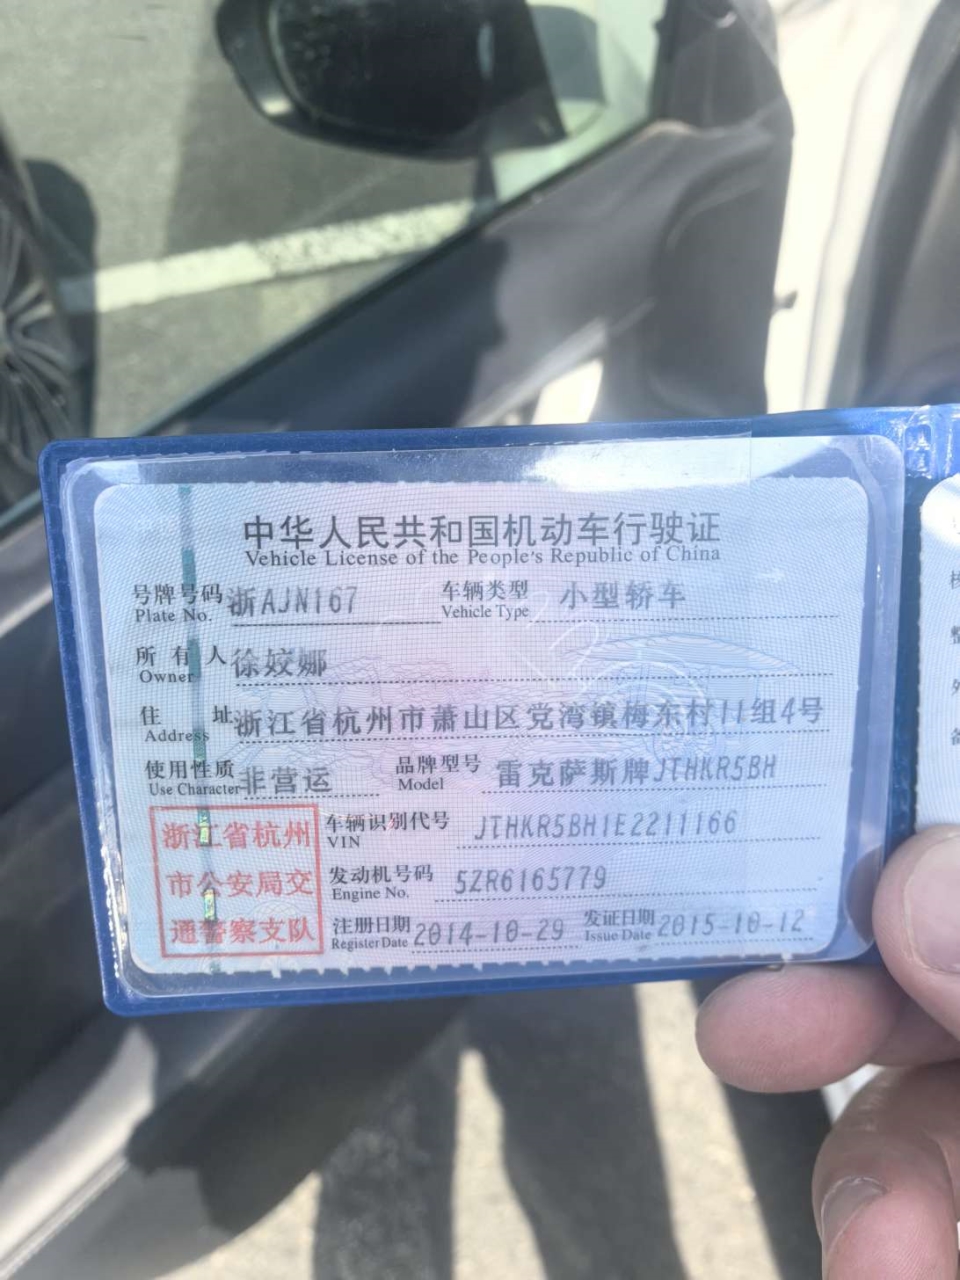 中华人民共和国机动车行驶证
Vehicle License of the People's Republic of China
号牌号码 浙AJN167 车辆类型 小型轿车
Plate No. Vehicle Type
所有人 徐姣娜
Owner
住址 浙江省杭州市萧山区党湾镇梅东村11组4号
Address
使用性质 非营运 品牌型号 雷克萨斯牌JTHKR5BH
Use Character Model
浙江省杭州
市公安局交
通警察支队
车辆识别代号 JTHKR5BH1E2211166
VIN
发动机号码 5ZR6165779
Engine No.
注册日期 2014-10-29 发证日期 2015-10-12
Register Date Issue Date